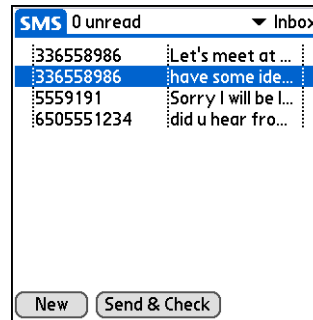 SMS 0 unread Inbox
336558986 Let's meet at ...
336558986 have some ide...
5559191 Sorry I will be l...
6505551234 did u hear fro...
New Send & Check